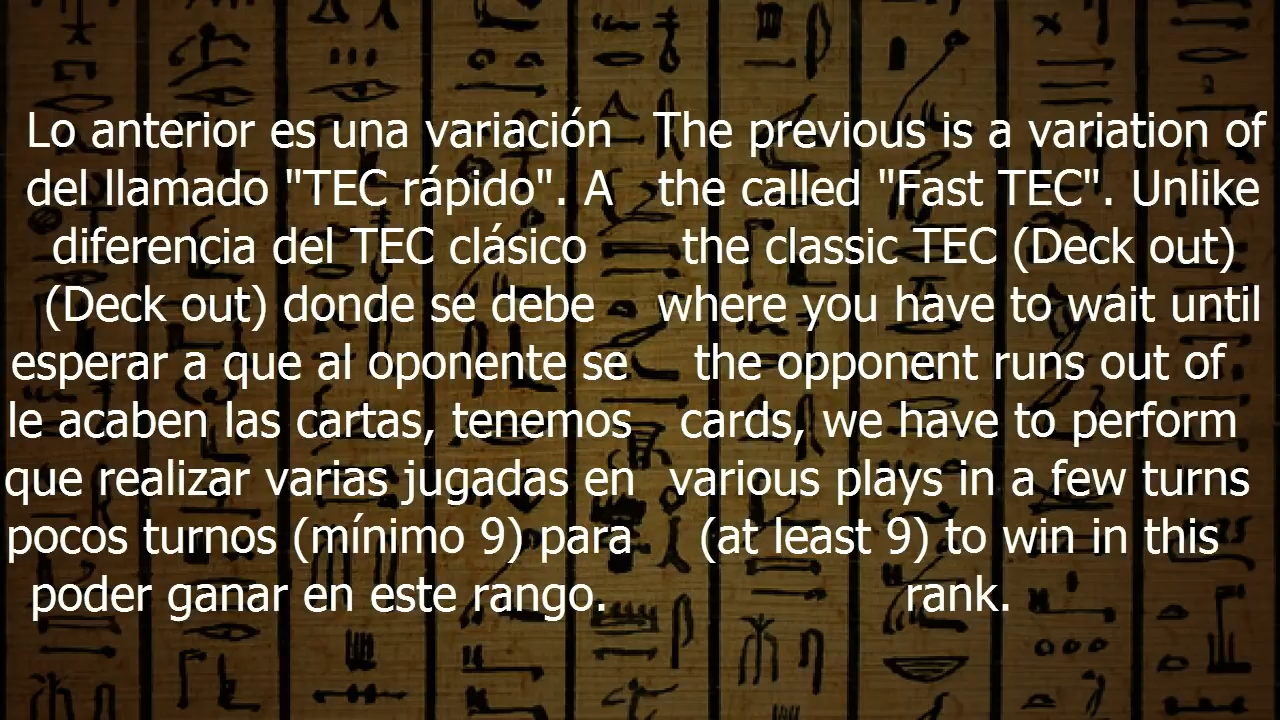 Lo anterior es una variación
del llamado "TEC rápido". A
diferencia del TEC clásico
(Deck out) donde se debe
esperar a que al oponente se
le acaben las cartas, tenemos
que realizar varias jugadas en
pocos turnos (mínimo 9) para
poder ganar en este rango.
The previous is a variation of
the called "Fast TEC". Unlike
the classic TEC (Deck out)
where you have to wait until
the opponent runs out of
cards, we have to perform
various plays in a few turns
(at least 9) to win in this
rank.